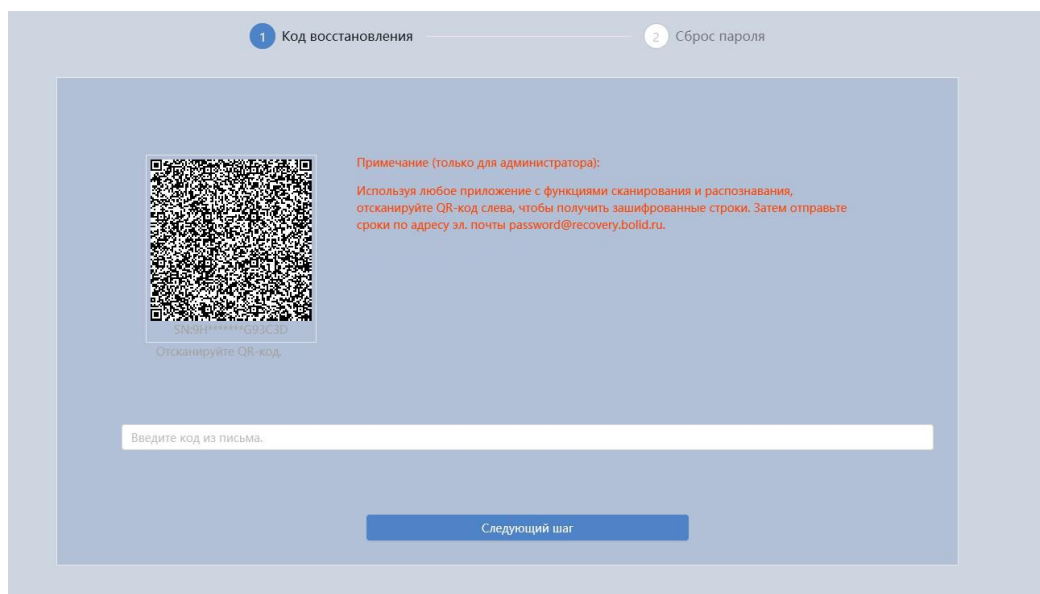 1 Код восстановления
2 Сброс пароля
Примечание (только для администратора):
Используя любое приложение с функциями сканирования и распознавания,
отсканируйте QR-код слева, чтобы получить зашифрованные строки. Затем отправьте
сроки по адресу эл. почты password@recovery.bolid.ru.
SN:9H*******G93C3D
Отсканируйте QR-код.
Введите код из письма.
Следующий шаг